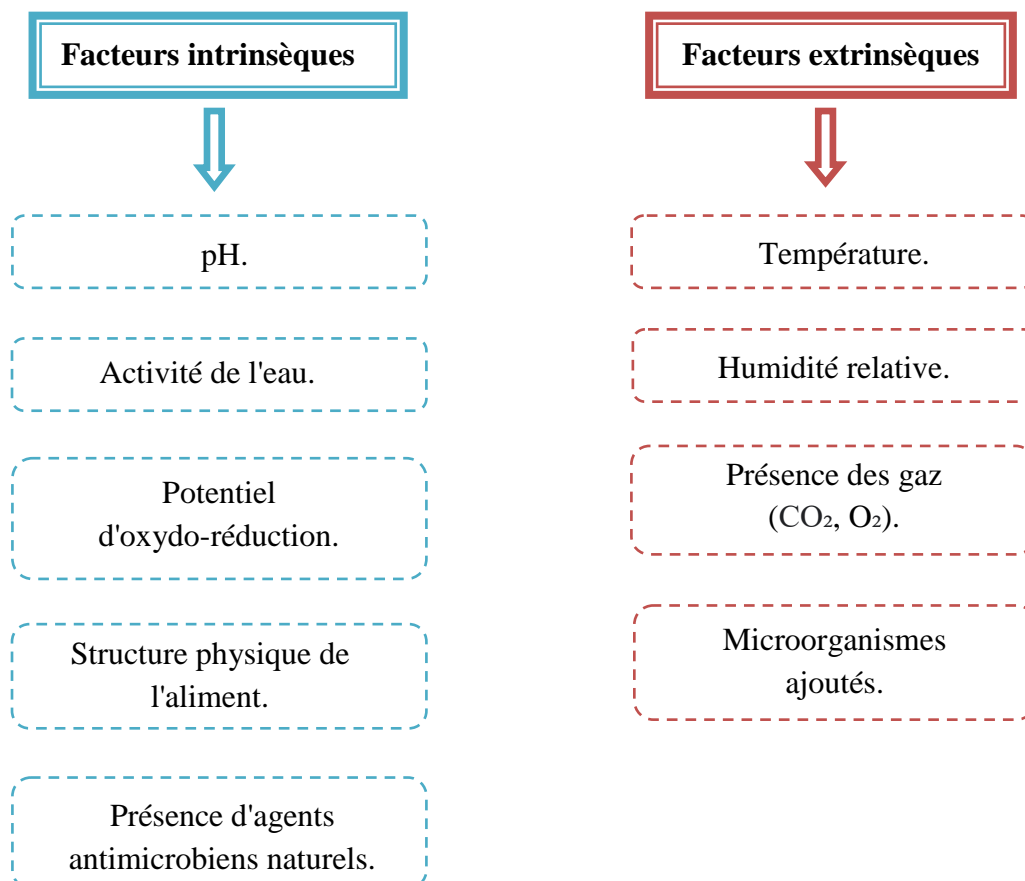 Facteurs intrinsèques
pH.
Activité de l'eau.
Potentiel
d'oxydo-réduction.
Structure physique de
l'aliment.
Présence d'agents
antimicrobiens naturels.
Facteurs extrinsèques
Température.
Humidité relative.
Présence des gaz
(CO₂, O₂).
Microorganismes
ajoutés.